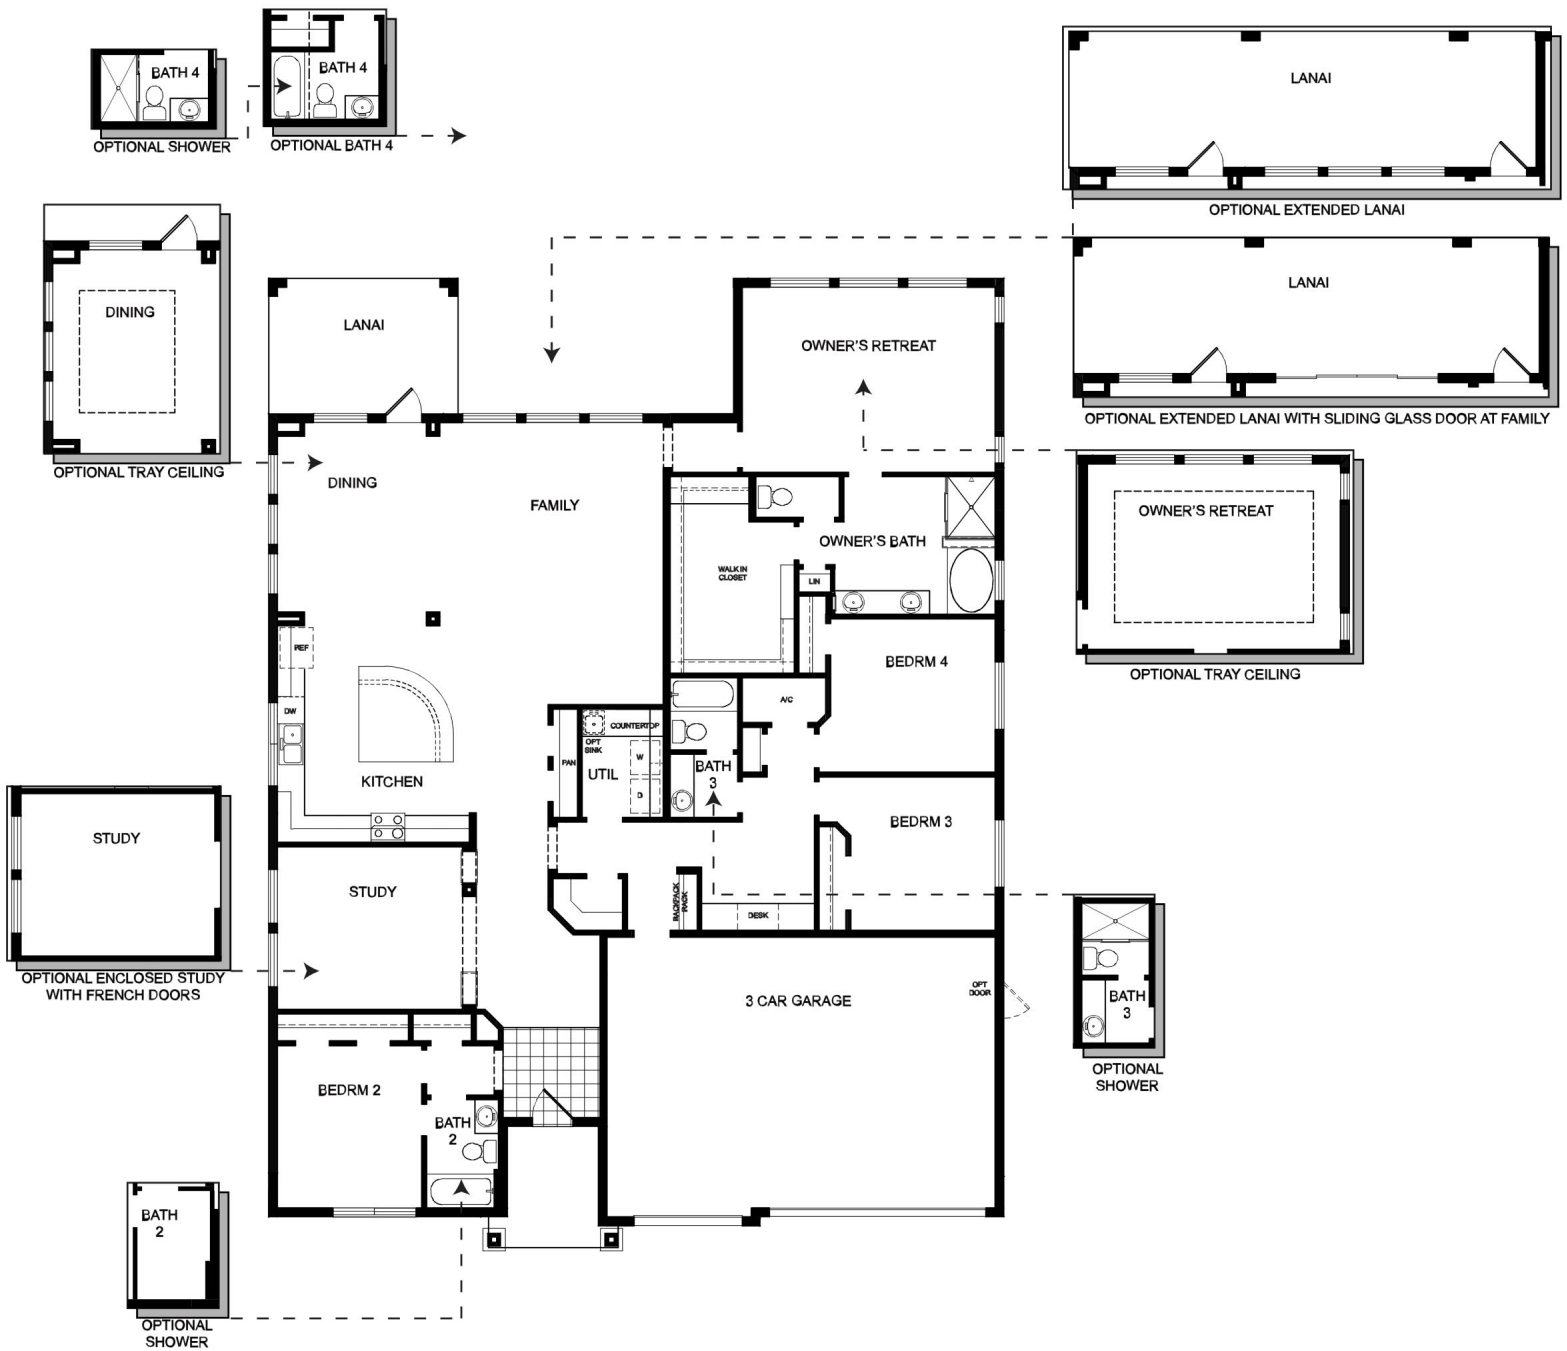 BATH 4
OPTIONAL SHOWER
BATH 4
OPTIONAL BATH 4
LANAI
OPTIONAL EXTENDED LANAI
LANAI
OPTIONAL EXTENDED LANAI WITH SLIDING GLASS DOOR AT FAMILY
DINING
OPTIONAL TRAY CEILING
LANAI
OWNER'S RETREAT
DINING
FAMILY
OWNER'S RETREAT
OPTIONAL TRAY CEILING
OWNER'S BATH
WALK IN
CLOSET
LIN
BEDRM 4
REF
DW
A/C
COUNTERTOP
OPT
SINK
W
D
PAN
UTIL
BATH
3
KITCHEN
BEDRM 3
STUDY
OPTIONAL ENCLOSED STUDY
WITH FRENCH DOORS
STUDY
BACKPACK
RACK
DESK
3 CAR GARAGE
OPT
DOOR
BATH
3
OPTIONAL
SHOWER
BEDRM 2
BATH
2
BATH
2
OPTIONAL
SHOWER